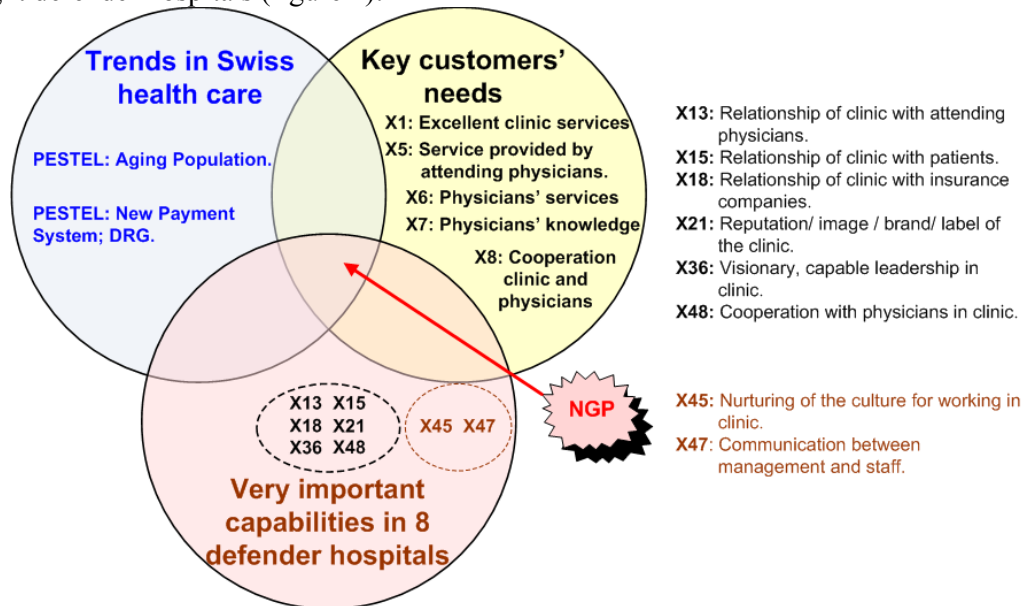 Trends in Swiss
health care
PESTEL: Aging Population.
PESTEL: New Payment
System; DRG.
Key customers'
needs
X1: Excellent clinic services
X5: Service provided by
attending physicians.
X6: Physicians' services
X7: Physicians' knowledge
X8: Cooperation
clinic and
physicians
X13 X15
X18 X21
X36 X48
X45 X47
Very important
capabilities in 8
defender hospitals
NGP
X13: Relationship of clinic with attending
physicians.
X15: Relationship of clinic with patients.
X18: Relationship of clinic with insurance
companies.
X21: Reputation/ image / brand/ label of
the clinic.
X36: Visionary, capable leadership in
clinic.
X48: Cooperation with physicians in clinic.
X45: Nurturing of the culture for working in
clinic.
X47: Communication between
management and staff.